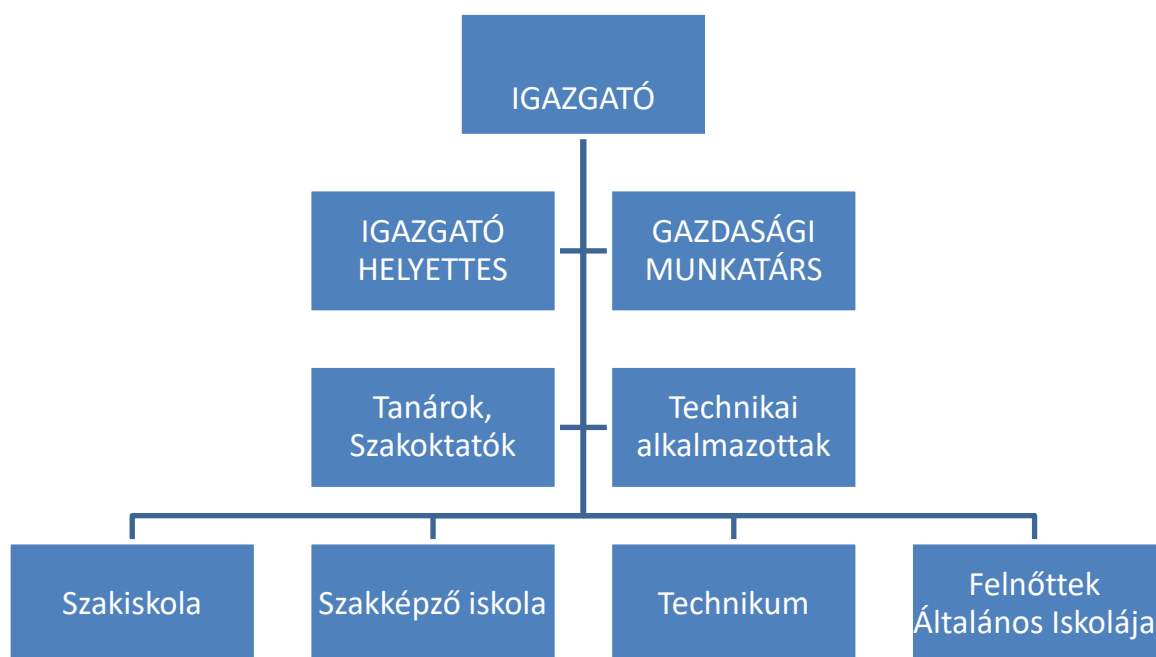 IGAZGATÓ
IGAZGATÓ
HELYETTES
GAZDASÁGI
MUNKATÁRS
Tanárok,
Szakoktatók
Technikai
alkalmazottak
Szakiskola
Szakképző iskola
Technikum
Felnőttek
Általános Iskolája